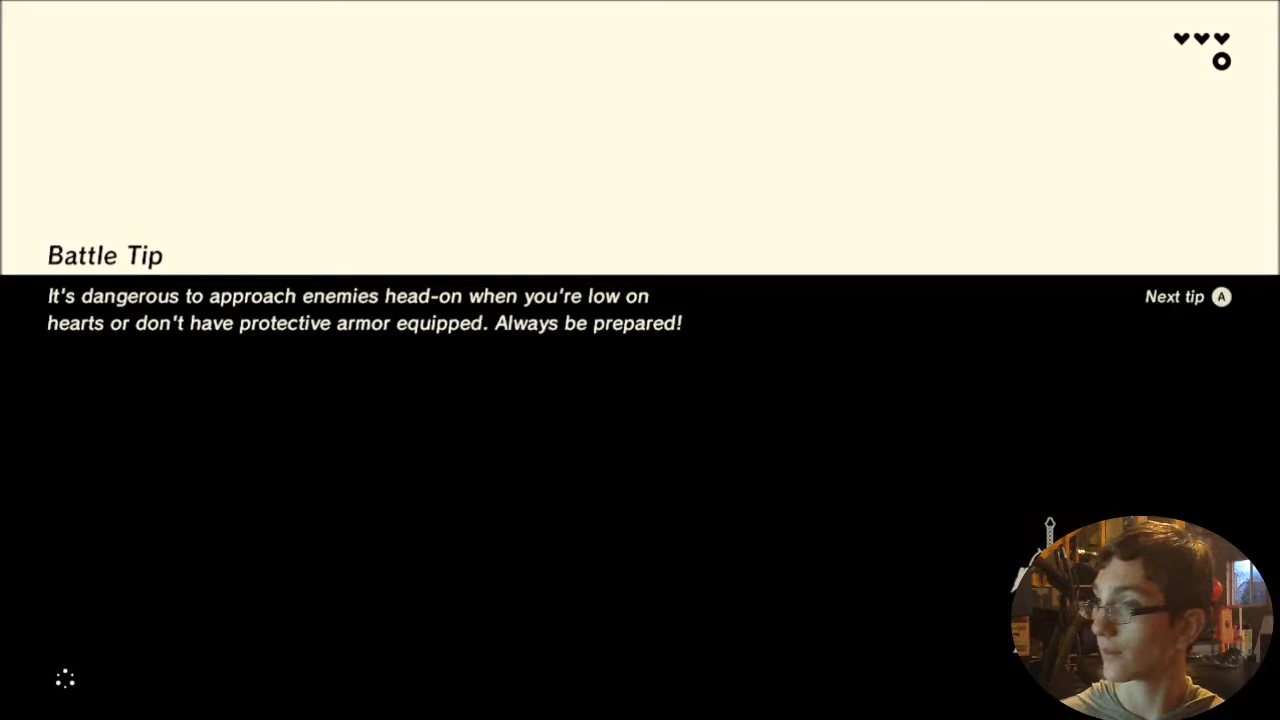 Battle Tip
It's dangerous to approach enemies head-on when you're low on
hearts or don't have protective armor equipped. Always be prepared!
Next tip A